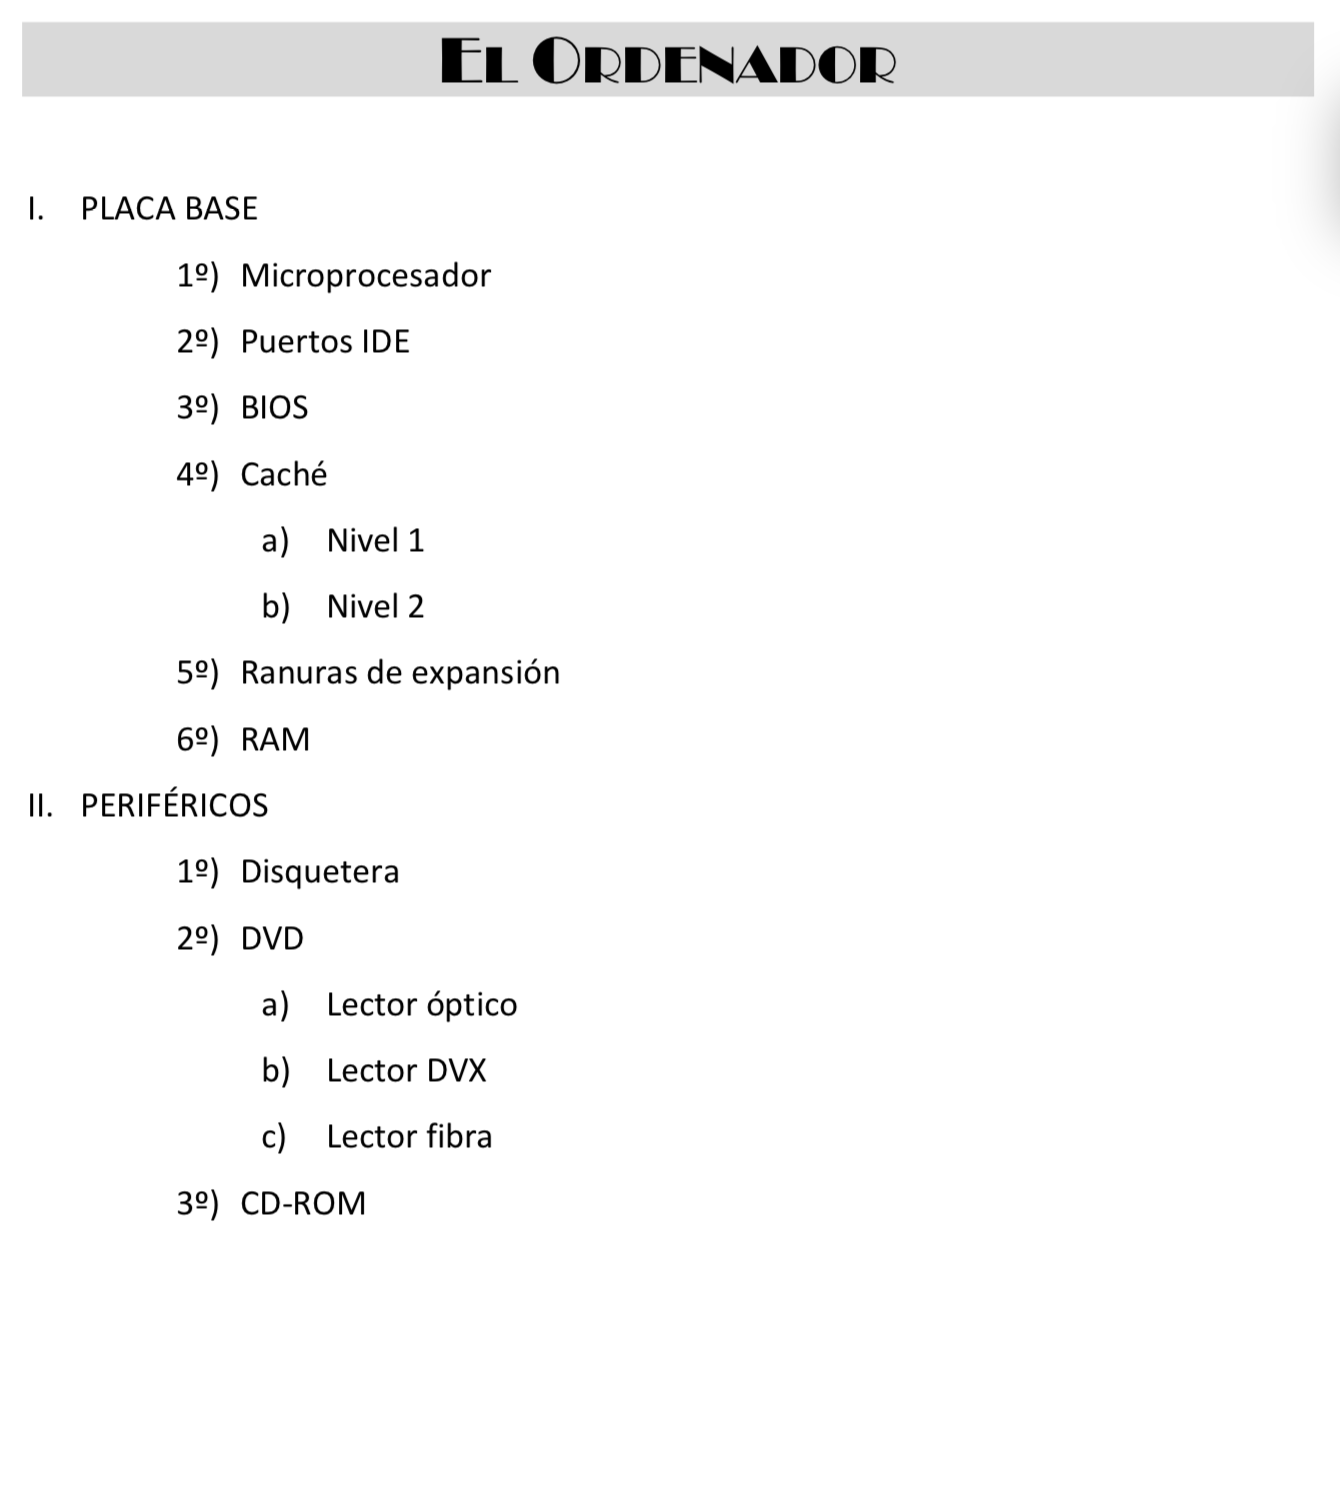 EL ORDENADOR
I. PLACA BASE
1º) Microprocesador
2º) Puertos IDE
3º) BIOS
4º) Caché
a) Nivel 1
b) Nivel 2
5º) Ranuras de expansión
6º) RAM
II. PERIFÉRICOS
1º) Disquetera
2º) DVD
a) Lector óptico
b) Lector DVX
c) Lector fibra
3º) CD-ROM